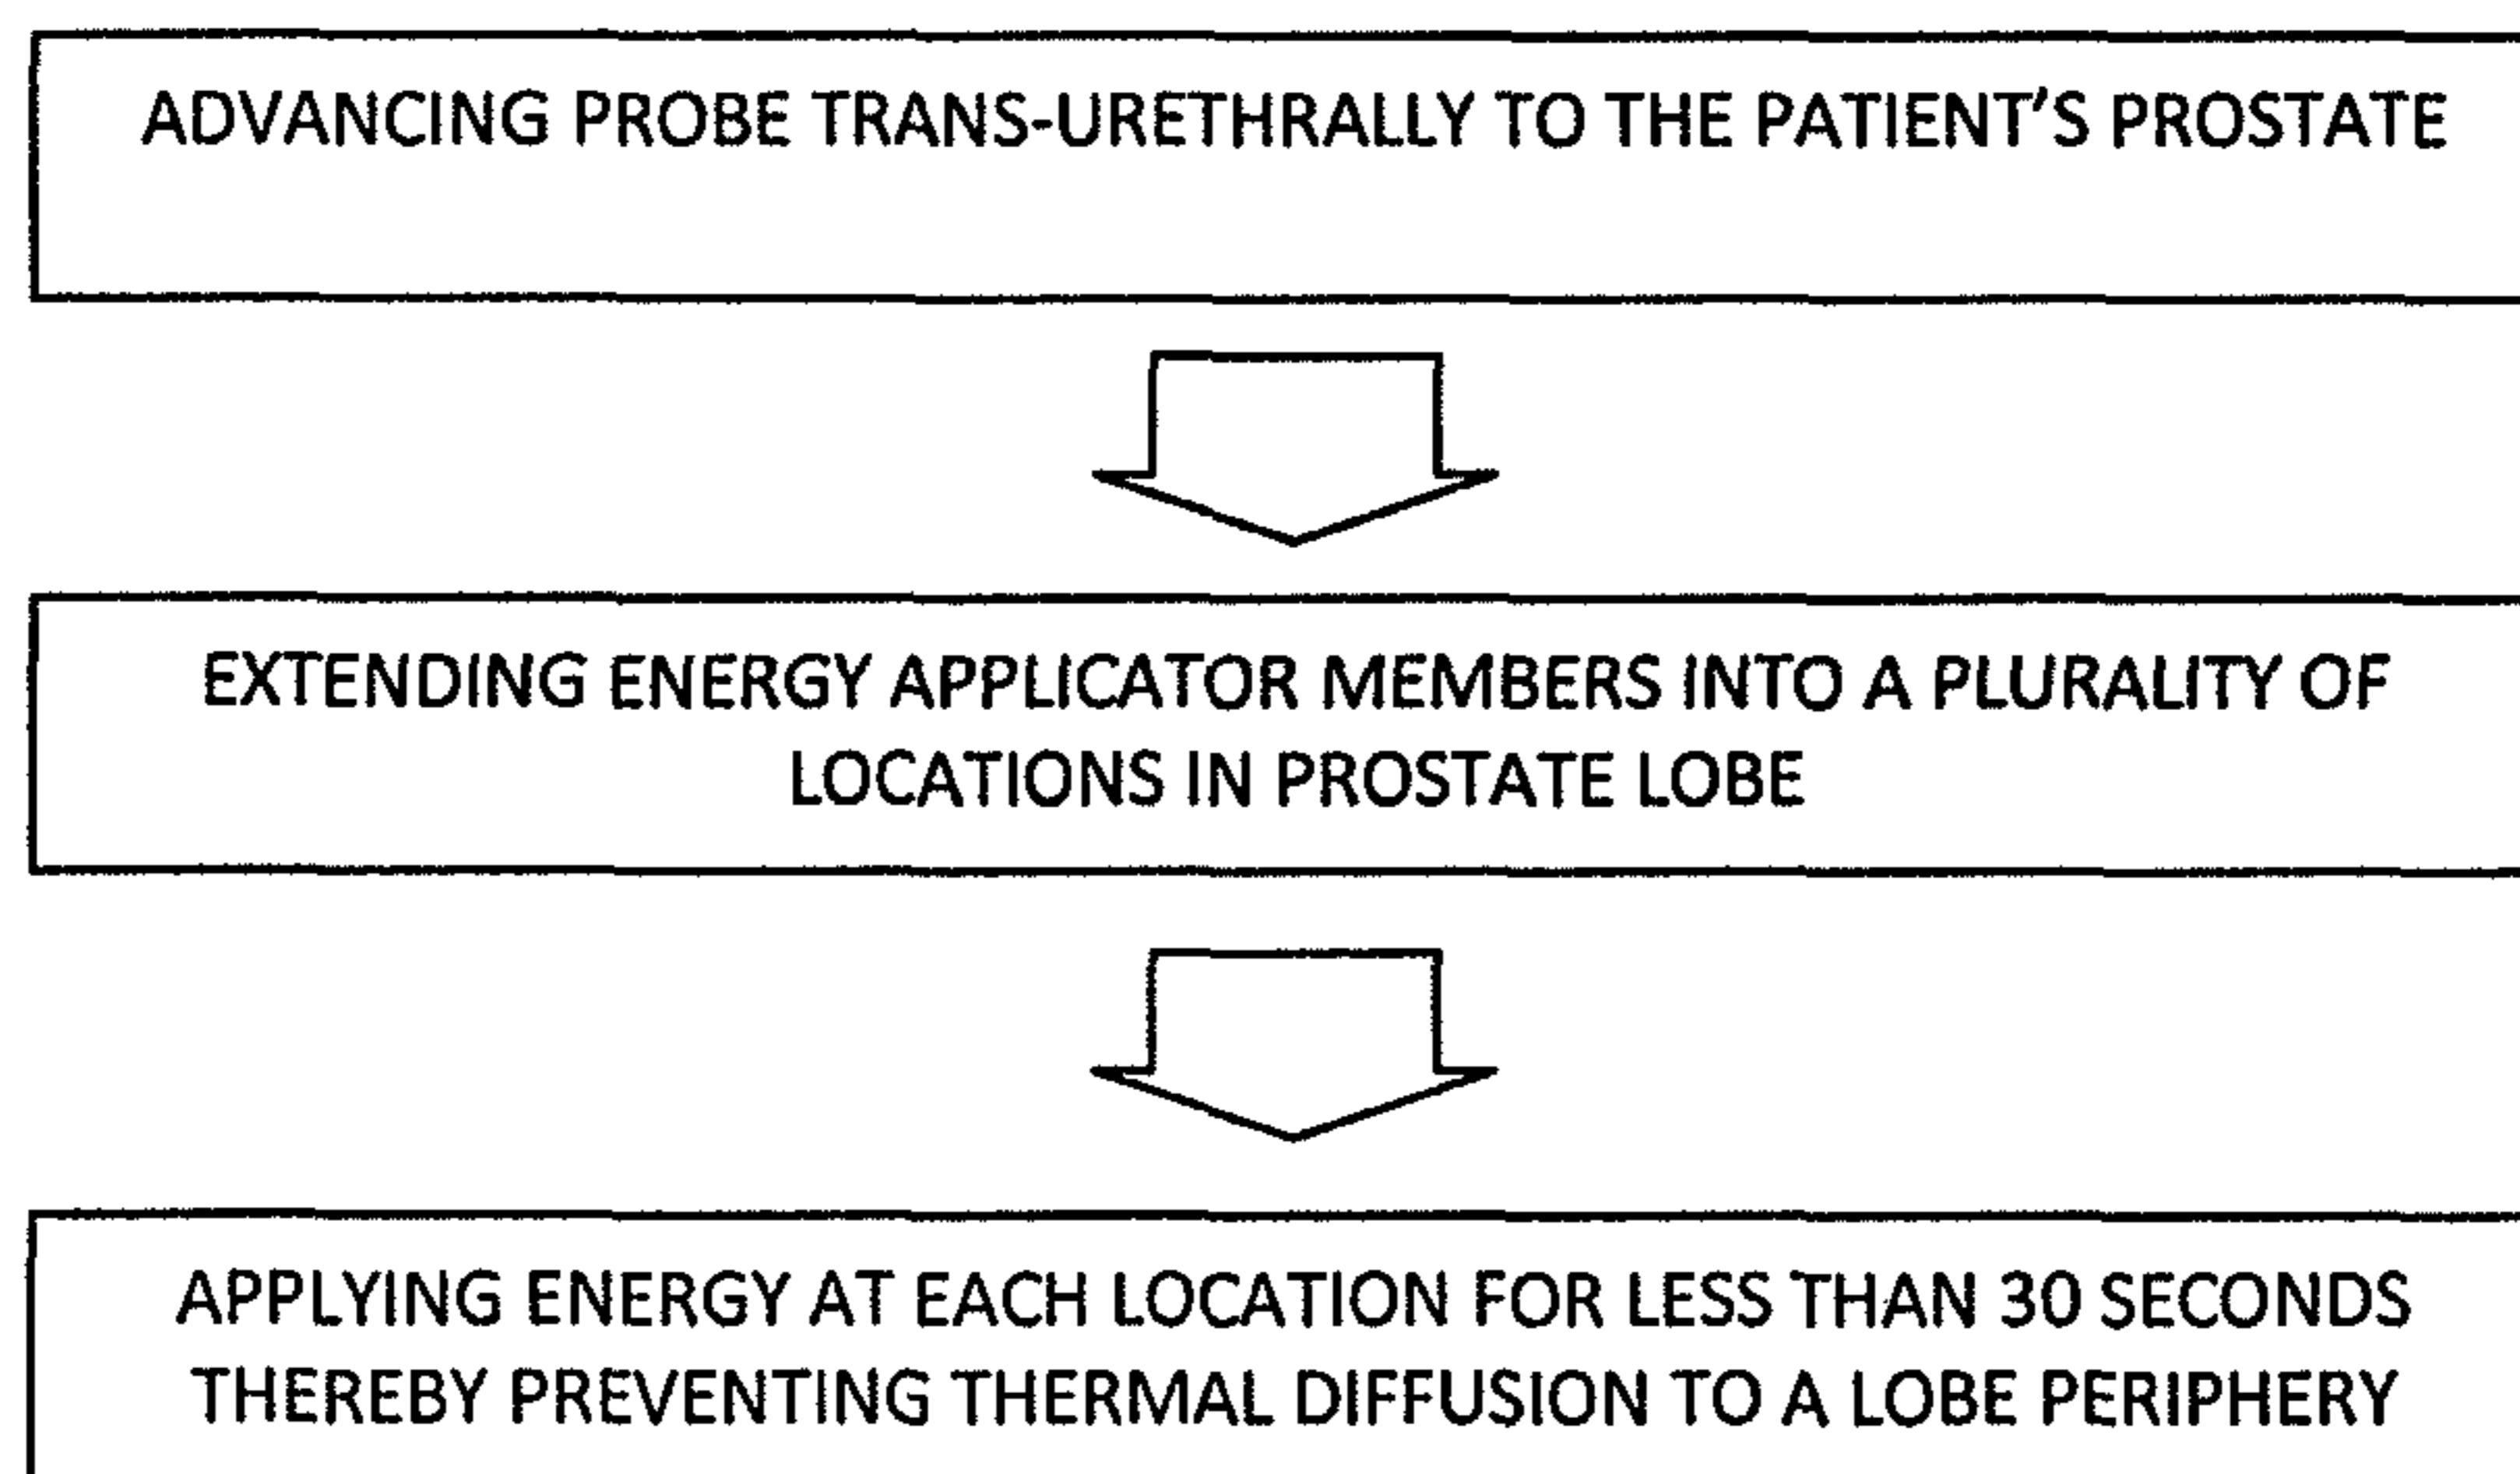 ADVANCING PROBE TRANS-URETHRALLY TO THE PATIENT'S PROSTATE
EXTENDING ENERGY APPLICATOR MEMBERS INTO A PLURALITY OF
LOCATIONS IN PROSTATE LOBE
APPLYING ENERGY AT EACH LOCATION FOR LESS THAN 30 SECONDS
THEREBY PREVENTING THERMAL DIFFUSION TO A LOBE PERIPHERY